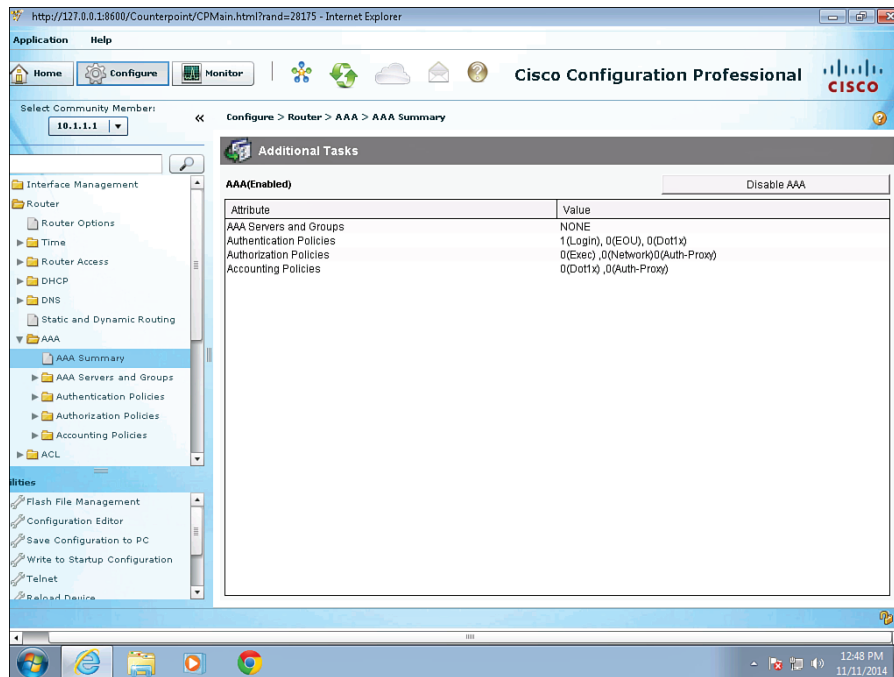 http://127.0.0.1:8600/Counterpoint/CPMain.html?rand=28175 - Internet Explorer
Application Help
Home Configure Monitor Cisco Configuration Professional
CISCO
Select Community Member:
10.1.1.1
«
Configure > Router > AAA > AAA Summary
Additional Tasks
Interface Management
Router
Router Options
Time
Router Access
DHCP
DNS
Static and Dynamic Routing
AAA
AAA Summary
AAA Servers and Groups
Authentication Policies
Authorization Policies
Accounting Policies
ACL
AAA(Enabled) Disable AAA
Attribute Value
AAA Servers and Groups NONE
Authentication Policies 1(Login), 0(EOU), 0(Dot1x)
Authorization Policies 0(Exec) ,0(Network)0(Auth-Proxy)
Accounting Policies 0(Dot1x) ,0(Auth-Proxy)
ilities
Flash File Management
Configuration Editor
Save Configuration to PC
Write to Startup Configuration
Telnet
Reload Device
12:48 PM
11/11/2014